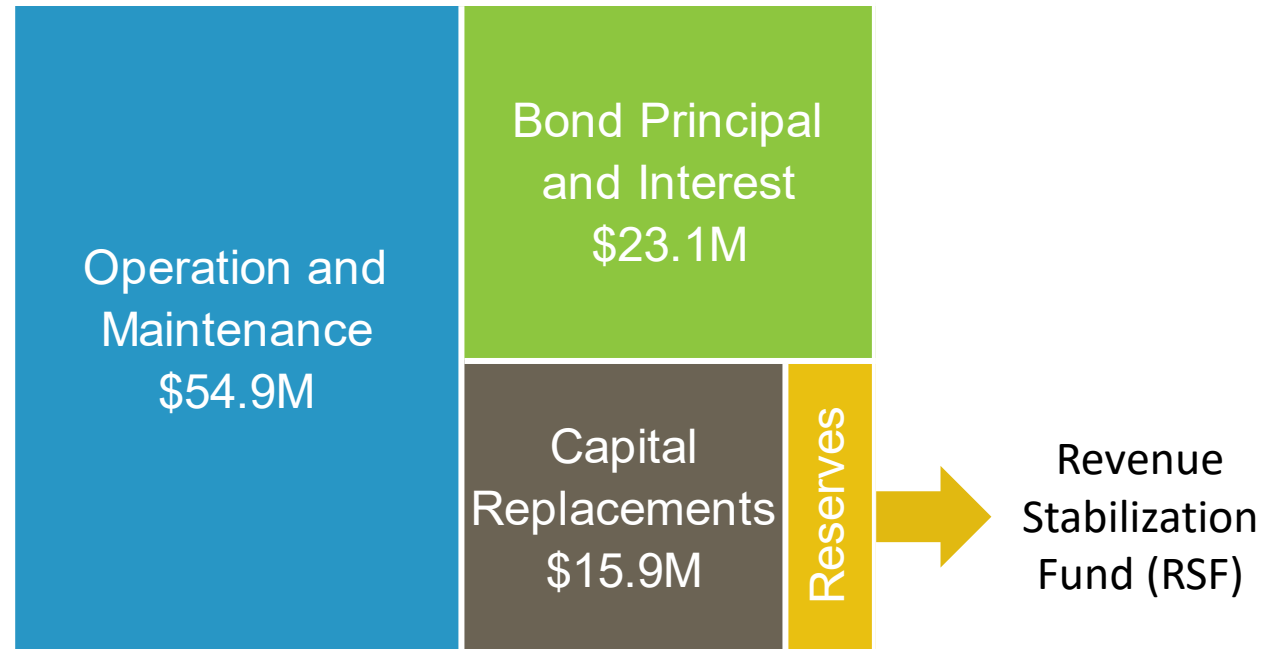 Operation and
Maintenance
$54.9M
Bond Principal
and Interest
$23.1M
Capital
Replacements
$15.9M
Reserves
Revenue
Stabilization
Fund (RSF)